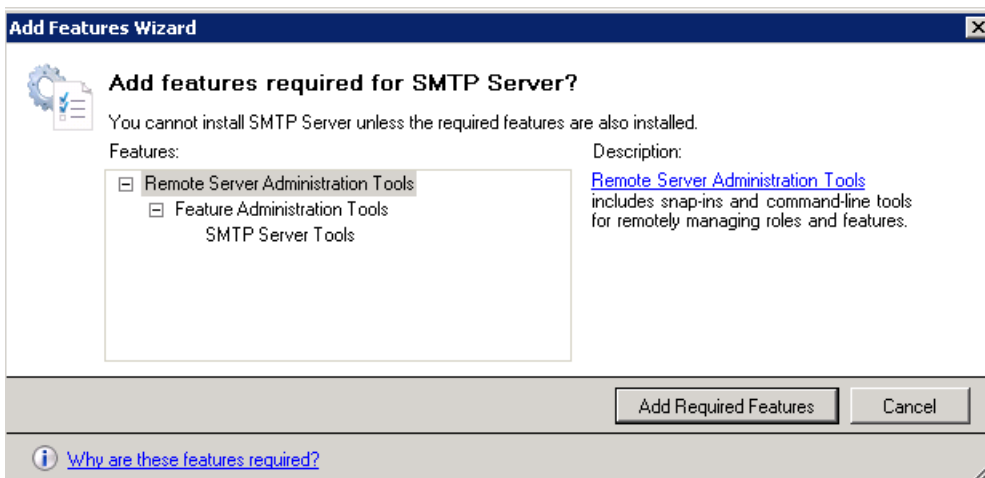 Add Features Wizard
Add features required for SMTP Server?
You cannot install SMTP Server unless the required features are also installed.
Features:
Remote Server Administration Tools
Feature Administration Tools
SMTP Server Tools
Description:
Remote Server Administration Tools
includes snap-ins and command-line tools
for remotely managing roles and features.
Add Required Features
Cancel
Why are these features required?